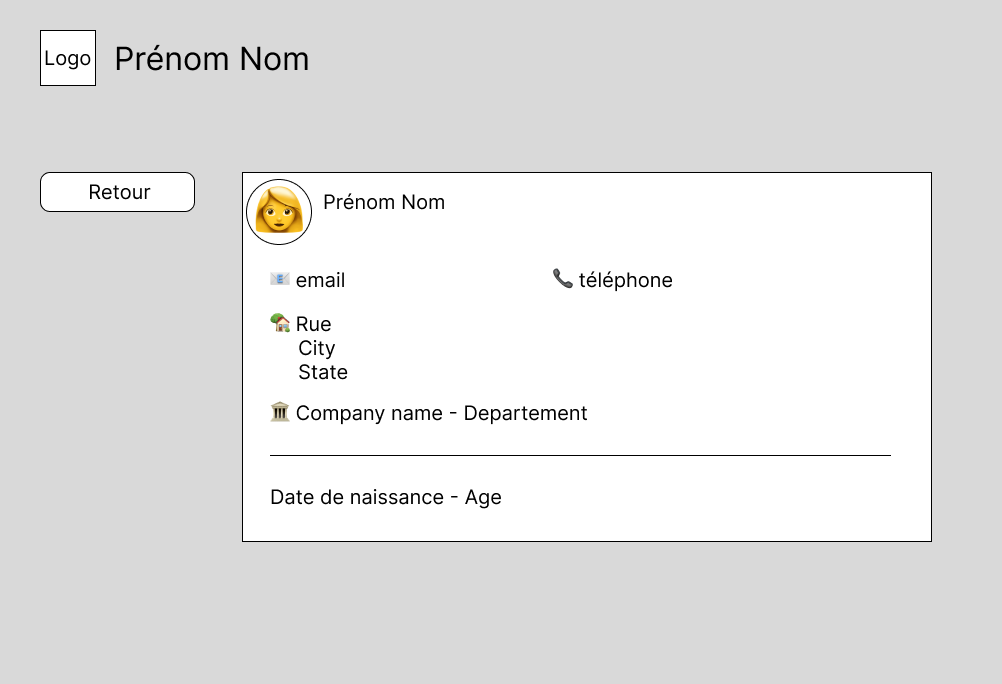 Logo Prénom Nom
Retour
Prénom Nom
email
téléphone
Rue
City
State
Company name - Departement
Date de naissance - Age